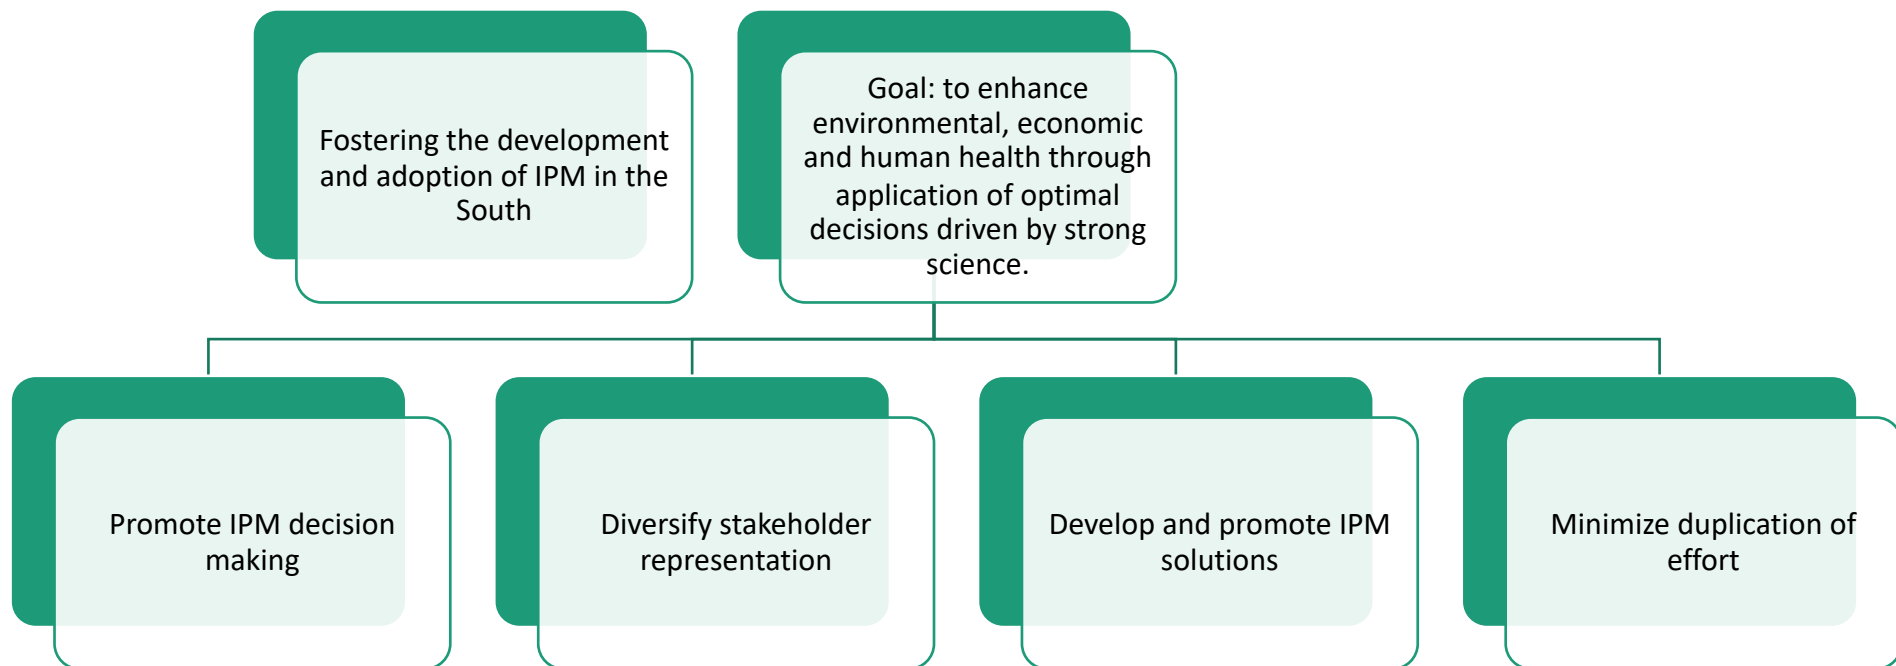 Fostering the development
and adoption of IPM in the
South
Goal: to enhance
environmental, economic
and human health through
application of optimal
decisions driven by strong
science.
Promote IPM decision
making
Diversify stakeholder
representation
Develop and promote IPM
solutions
Minimize duplication of
effort